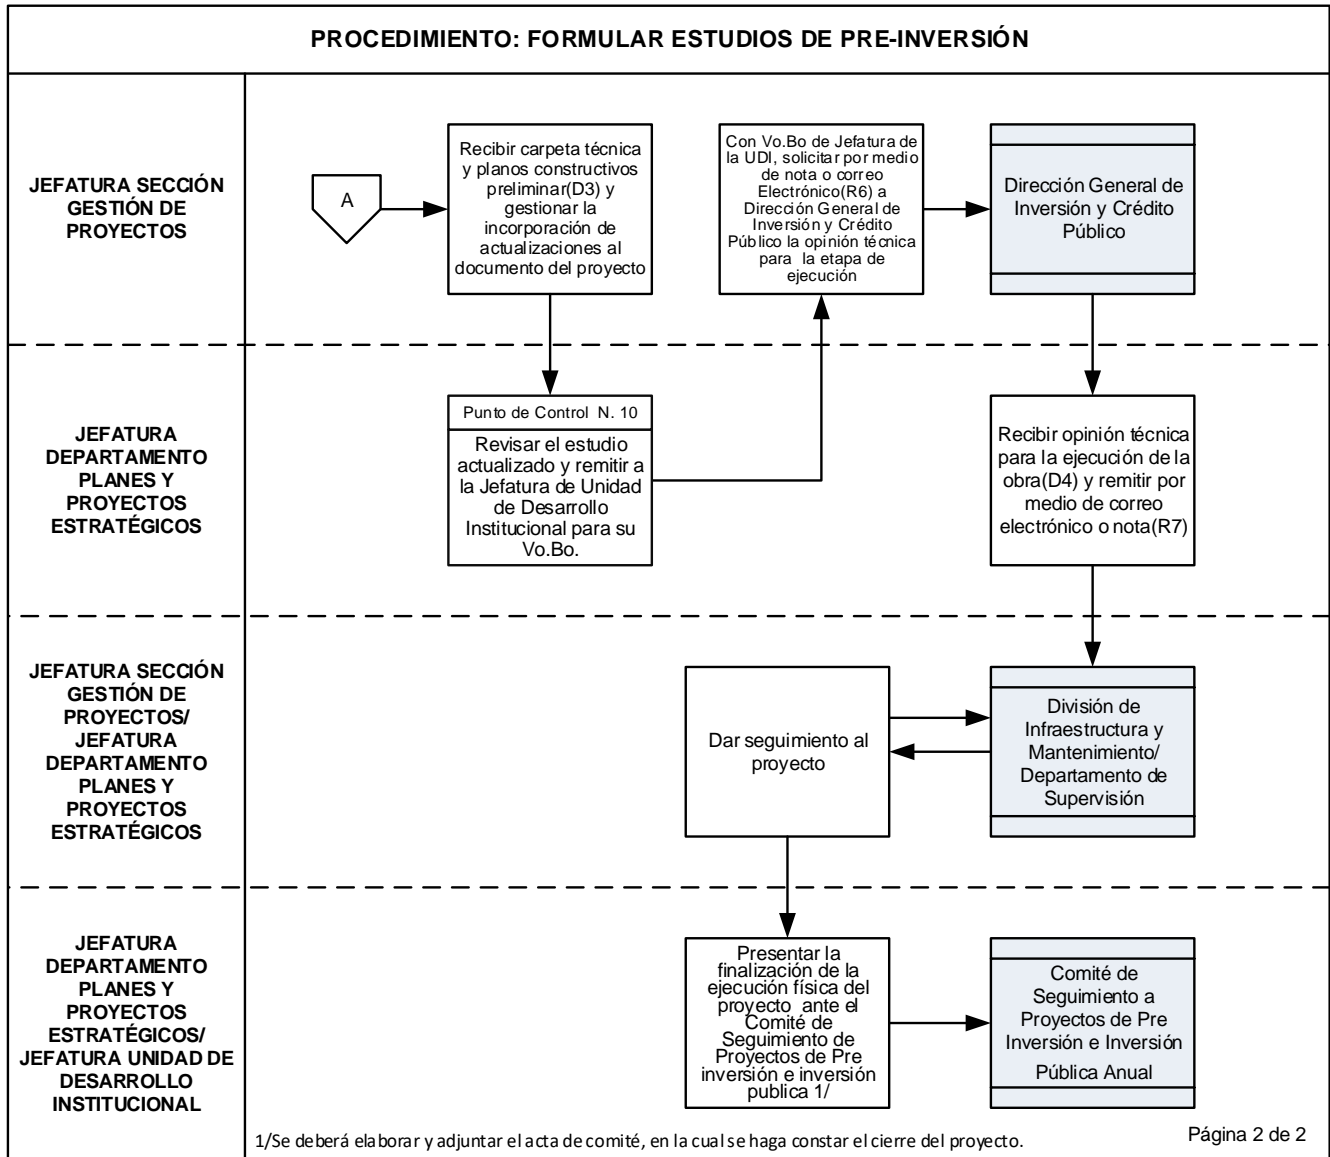 PROCEDIMIENTO: FORMULAR ESTUDIOS DE PRE-INVERSIÓN
JEFATURA SECCIÓN
GESTIÓN DE
PROYECTOS
A
Recibir carpeta técnica
y planos constructivos
preliminar(D3) y
gestionar la
incorporación de
actualizaciones al
documento del proyecto
Con Vo.Bo de Jefatura de
la UDI, solicitar por medio
de nota o correo
Electrónico(R6) a
Dirección General de
Inversión y Crédito
Público la opinión técnica
para la etapa de
ejecución
Dirección General de
Inversión y Crédito
Público
JEFATURA
DEPARTAMENTO
PLANES Y
PROYECTOS
ESTRATÉGICOS
Punto de Control N. 10
Revisar el estudio
actualizado y remitir a
la Jefatura de Unidad
de Desarrollo
Institucional para su
Vo.Bo.
Recibir opinión técnica
para la ejecución de la
obra(D4) y remitir por
medio de correo
electrónico o nota(R7)
JEFATURA SECCIÓN
GESTIÓN DE
PROYECTOS/
JEFATURA
DEPARTAMENTO
PLANES Y
PROYECTOS
ESTRATÉGICOS
Dar seguimiento al
proyecto
División de
Infraestructura y
Mantenimiento/
Departamento de
Supervisión
JEFATURA
DEPARTAMENTO
PLANES Y
PROYECTOS
ESTRATÉGICOS/
JEFATURA UNIDAD DE
DESARROLLO
INSTITUCIONAL
Presentar la
finalización de la
ejecución física del
proyecto ante el
Comité de
Seguimiento de
Proyectos de Pre
inversión e inversión
publica 1/
Comité de
Seguimiento a
Proyectos de Pre
Inversión e Inversión
Pública Anual
1/Se deberá elaborar y adjuntar el acta de comité, en la cual se haga constar el cierre del proyecto.
Página 2 de 2